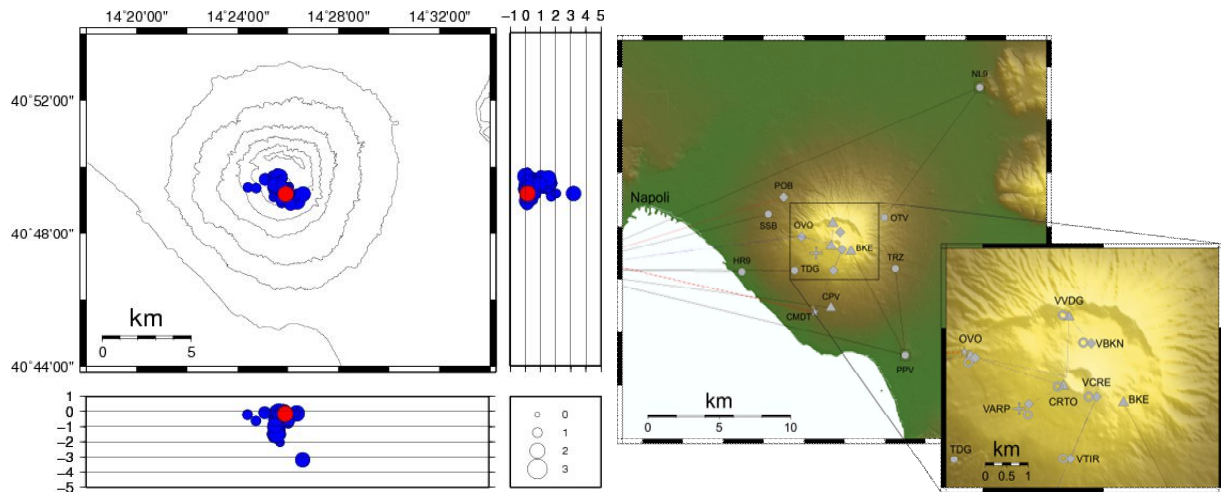 14°20'00" 14°24'00" 14°28'00" 14°32'00"
40°52'00"
40°48'00"
40°44'00"
km
0 5
−1 0 1 2 3 4 5
1
0
−1
−2
−3
−4
−5
0
1
2
3
NL9
Napoli
POB
SSB
OVO
OTV
BKE
HR9
TDG
TRZ
CPV
CMDT
PPV
km
0 5 10
VVDG
OVO
VBKN
VCRE
CRTO
BKE
VARP
TDG
km
0 0.5 1
VTIR